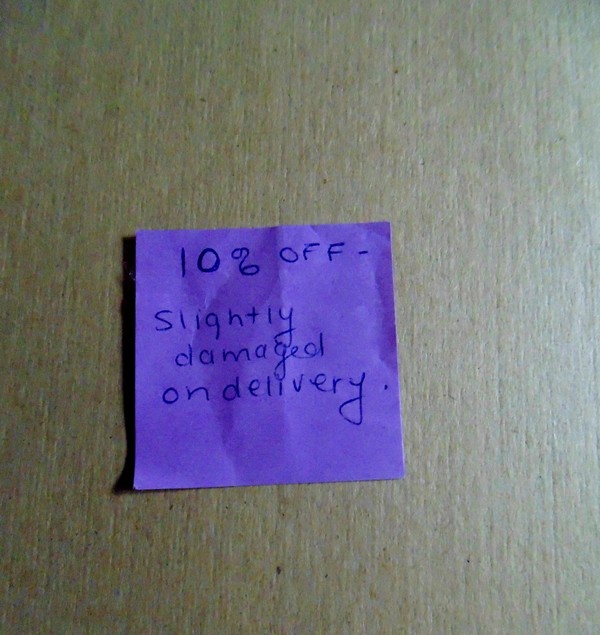 10% OFF -
Slightly
damaged
on delivery.